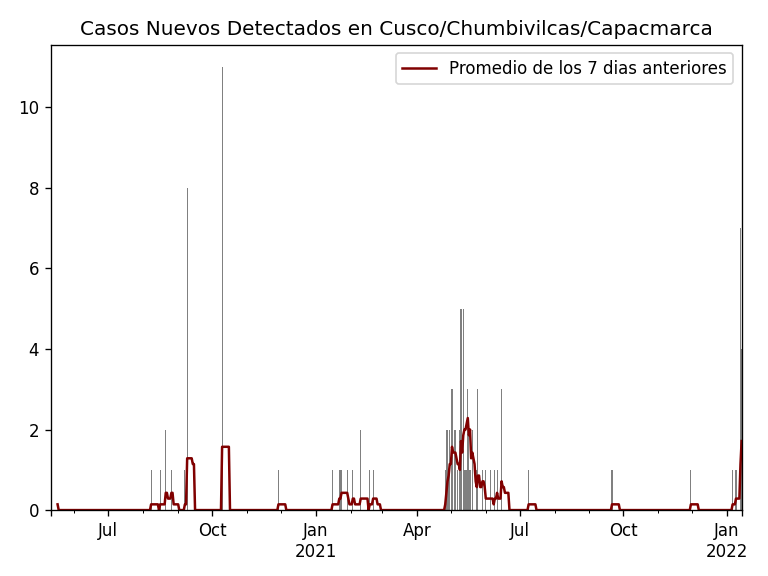 Casos Nuevos Detectados en Cusco/Chumbivilcas/Capacmarca
Promedio de los 7 dias anteriores
10
8
6
4
2
0
Jul
Oct
Jan
2021
Apr
Jul
Oct
Jan
2022